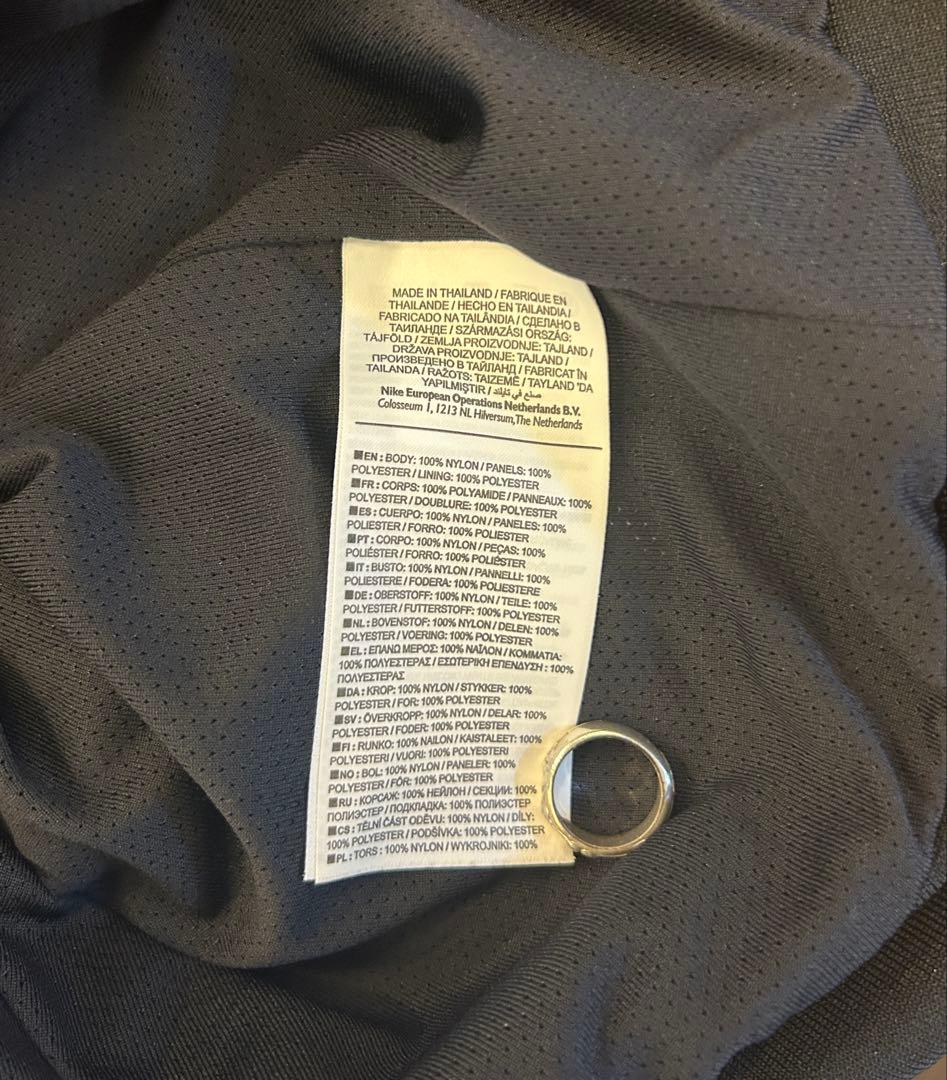 MADE IN THAILAND / FABRIQUE EN
THAILANDE / HECHO EN TAILANDIA /
FABRICADO NA TAILÂNDIA / СДЕЛАНО В
ТАИЛАНДЕ / SZÁRMAZÁSI ORSZÁG:
TÁJFÖLD / ZEMLJA PROIZVODNJE: TAJLAND /
DRŽAVA PROIZVODNJE: TAJLAND /
ПРОИЗВЕДЕНО В ТАЙЛАНД / FABRICAT ÎN
TAILANDA / RAŽOTS: TAIZEMĒ / TAYLAND 'DA
YAPILMIŞTIR / صنع في تايلاند
Nike European Operations Netherlands B.V.
Colosseum 1, 1213 NL Hilversum, The Netherlands
EN : BODY: 100% NYLON / PANELS: 100%
POLYESTER / LINING: 100% POLYESTER
FR : CORPS: 100% POLYAMIDE / PANNEAUX: 100%
POLYESTER / DOUBLURE: 100% POLYESTER
ES : CUERPO: 100% NYLON / PANELES: 100%
POLIESTER / FORRO: 100% POLIESTER
PT : CORPO: 100% NYLON / PEÇAS: 100%
POLIÉSTER / FORRO: 100% POLIÉSTER
IT : BUSTO: 100% NYLON / PANNELLI: 100%
POLIESTERE / FODERA: 100% POLIESTERE
DE : OBERSTOFF: 100% NYLON / TEILE: 100%
POLYESTER / FUTTERSTOFF: 100% POLYESTER
NL : BOVENSTOF: 100% NYLON / DELEN: 100%
POLYESTER / VOERING: 100% POLYESTER
EL : ΕΠΑΝΩ ΜΕΡΟΣ: 100% ΝΑΪΛΟΝ / ΚΟΜΜΑΤΙΑ:
100% ΠΟΛΥΕΣΤΕΡΑΣ / ΕΣΩΤΕΡΙΚΗ ΕΠΕΝΔΥΣΗ : 100%
ΠΟΛΥΕΣΤΕΡΑΣ
DA : KROP: 100% NYLON / STYKKER: 100%
POLYESTER / FOR: 100% POLYESTER
SV : ÖVERKROPP: 100% NYLON / DELAR: 100%
POLYESTER / FODER: 100% POLYESTER
FI : RUNKO: 100% NAILON / KAISTALEET: 100%
POLYESTERI / VUORI: 100% POLYESTERI
NO : BOL: 100% NYLON / PANELER: 100%
POLYESTER / FÔR: 100% POLYESTER
RU : КОРСАЖ: 100% НЕЙЛОН / СЕКЦИИ: 100%
ПОЛИЭСТЕР / ПОДКЛАДКА: 100% ПОЛИЭСТЕР
CS : TĚLNÍ ČÁST ODĚVU: 100% NYLON / DÍLY:
100% POLYESTER / PODŠÍVKA: 100% POLYESTER
PL : TORS : 100% NYLON / WYKROJNIKI: 100%